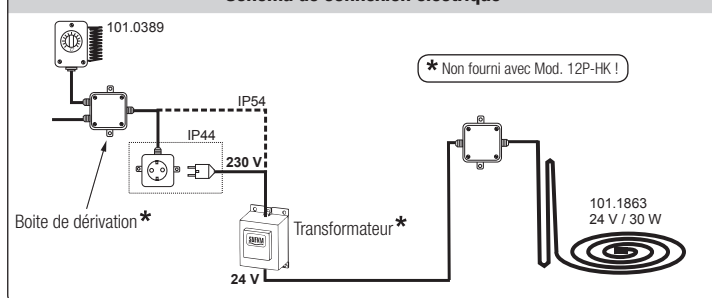 Schéma de connexion électrique
101.0389
* Non fourni avec Mod. 12P-HK !
IP54
IP44
230 V
Boite de dérivation*
Transformateur*
101.1863
24 V / 30 W
24 V